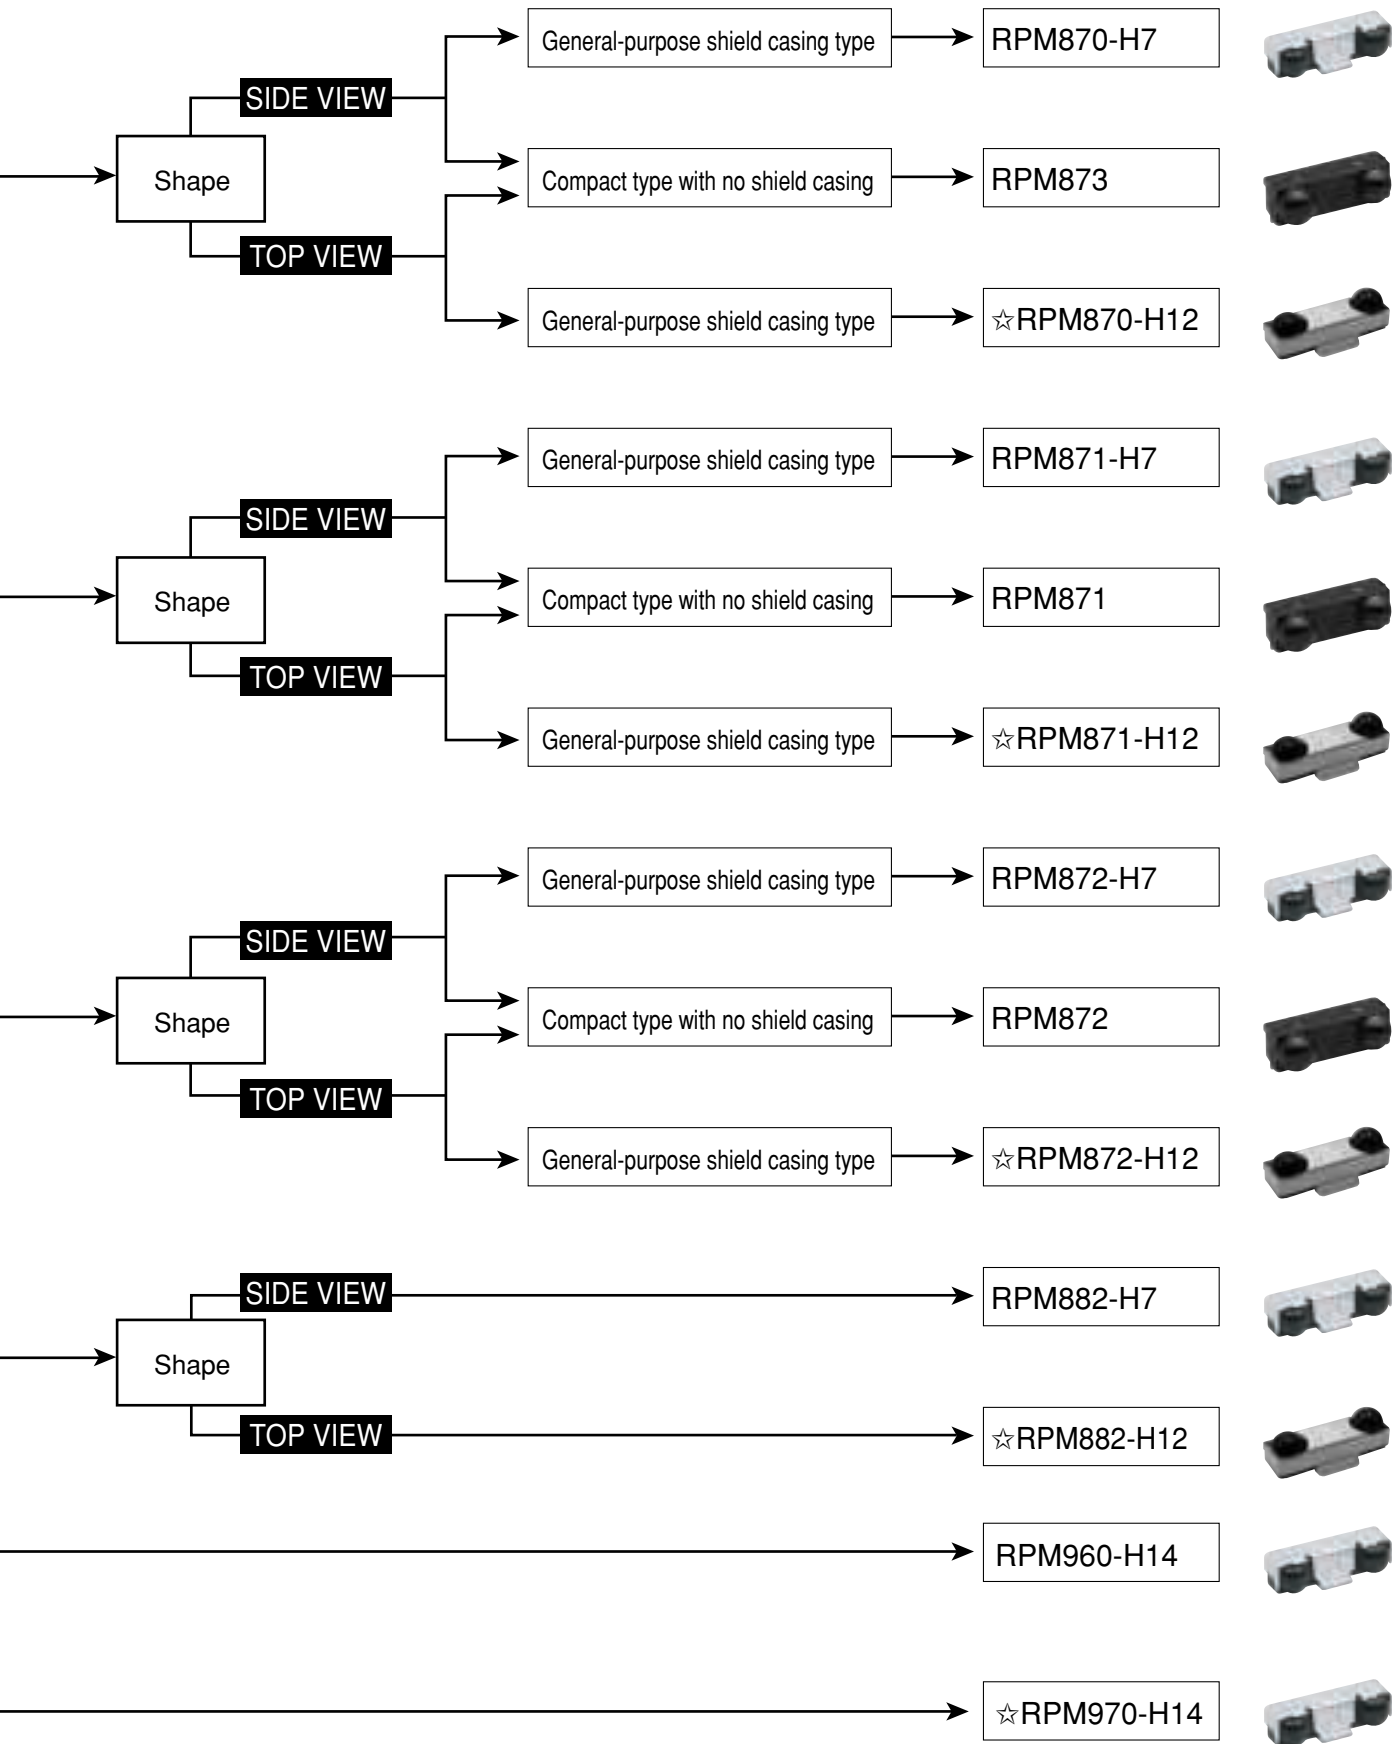 General-purpose shield casing type
RPM870-H7
SIDE VIEW
Shape
Compact type with no shield casing
RPM873
TOP VIEW
General-purpose shield casing type
☆RPM870-H12
General-purpose shield casing type
RPM871-H7
SIDE VIEW
Shape
Compact type with no shield casing
RPM871
TOP VIEW
General-purpose shield casing type
☆RPM871-H12
General-purpose shield casing type
RPM872-H7
SIDE VIEW
Shape
Compact type with no shield casing
RPM872
TOP VIEW
General-purpose shield casing type
☆RPM872-H12
SIDE VIEW
RPM882-H7
Shape
TOP VIEW
☆RPM882-H12
RPM960-H14
☆RPM970-H14